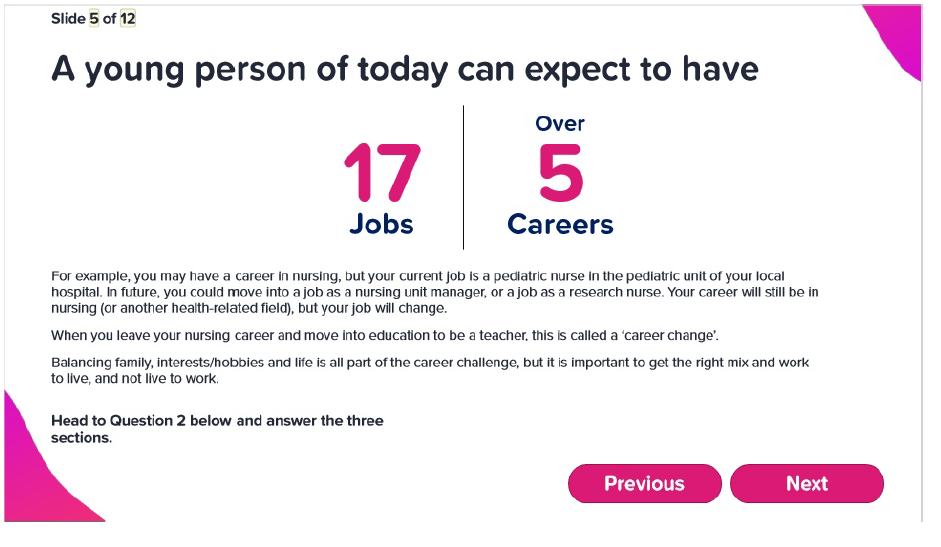 Slide 5 of 12
A young person of today can expect to have
17
Jobs
Over
5
Careers
For example, you may have a career in nursing, but your current job is a pediatric nurse in the pediatric unit of your local
hospital. In future, you could move into a job as a nursing unit manager, or a job as a research nurse. Your career will still be in
nursing (or another health-related field), but your job will change.
When you leave your nursing career and move into education to be a teacher, this is called a ‘career change’.
Balancing family, interests/hobbies and life is all part of the career challenge, but it is important to get the right mix and work
to live, and not live to work.
Head to Question 2 below and answer the three
sections.
Previous
Next